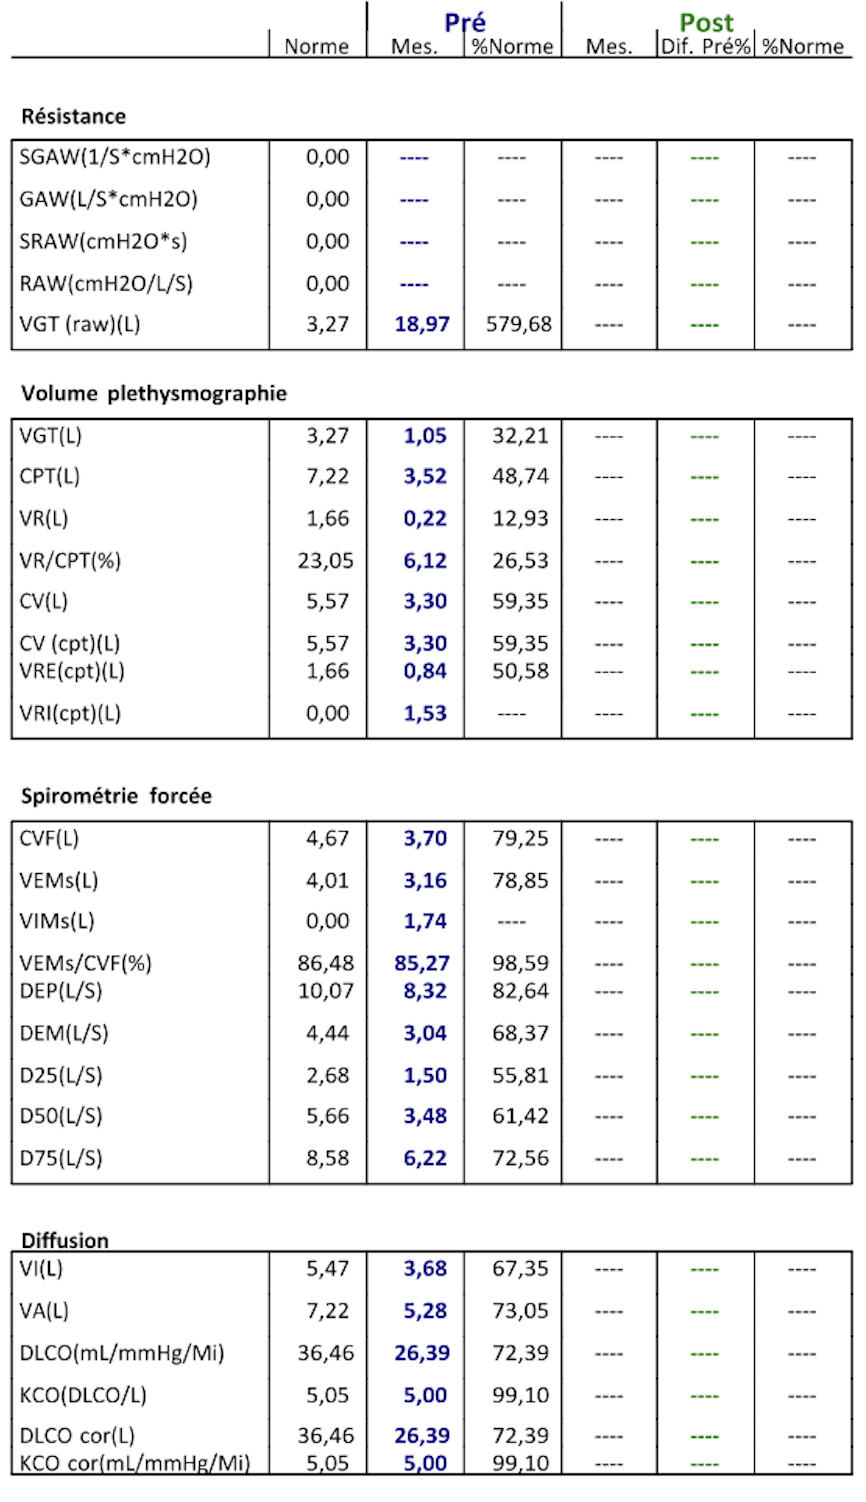 Pré Post
Norme Mes. %Norme Mes. Dif. Pré% %Norme
Résistance
SGAW(1/S*cmH2O) 0,00 ---- ---- ---- ---- ----
GAW(L/S*cmH2O) 0,00 ---- ---- ---- ---- ----
SRAW(cmH2O*s) 0,00 ---- ---- ---- ---- ----
RAW(cmH2O/L/S) 0,00 ---- ---- ---- ---- ----
VGT (raw)(L) 3,27 18,97 579,68 ---- ---- ----
Volume plethysmographie
VGT(L) 3,27 1,05 32,21 ---- ---- ----
CPT(L) 7,22 3,52 48,74 ---- ---- ----
VR(L) 1,66 0,22 12,93 ---- ---- ----
VR/CPT(%) 23,05 6,12 26,53 ---- ---- ----
CV(L) 5,57 3,30 59,35 ---- ---- ----
CV (cpt)(L) 5,57 3,30 59,35 ---- ---- ----
VRE(cpt)(L) 1,66 0,84 50,58 ---- ---- ----
VRI(cpt)(L) 0,00 1,53 ---- ---- ---- ----
Spirométrie forcée
CVF(L) 4,67 3,70 79,25 ---- ---- ----
VEMs(L) 4,01 3,16 78,85 ---- ---- ----
VIMs(L) 0,00 1,74 ---- ---- ---- ----
VEMs/CVF(%) 86,48 85,27 98,59 ---- ---- ----
DEP(L/S) 10,07 8,32 82,64 ---- ---- ----
DEM(L/S) 4,44 3,04 68,37 ---- ---- ----
D25(L/S) 2,68 1,50 55,81 ---- ---- ----
D50(L/S) 5,66 3,48 61,42 ---- ---- ----
D75(L/S) 8,58 6,22 72,56 ---- ---- ----
Diffusion
VI(L) 5,47 3,68 67,35 ---- ---- ----
VA(L) 7,22 5,28 73,05 ---- ---- ----
DLCO(mL/mmHg/Mi) 36,46 26,39 72,39 ---- ---- ----
KCO(DLCO/L) 5,05 5,00 99,10 ---- ---- ----
DLCO cor(L) 36,46 26,39 72,39 ---- ---- ----
KCO cor(mL/mmHg/Mi) 5,05 5,00 99,10 ---- ---- ----